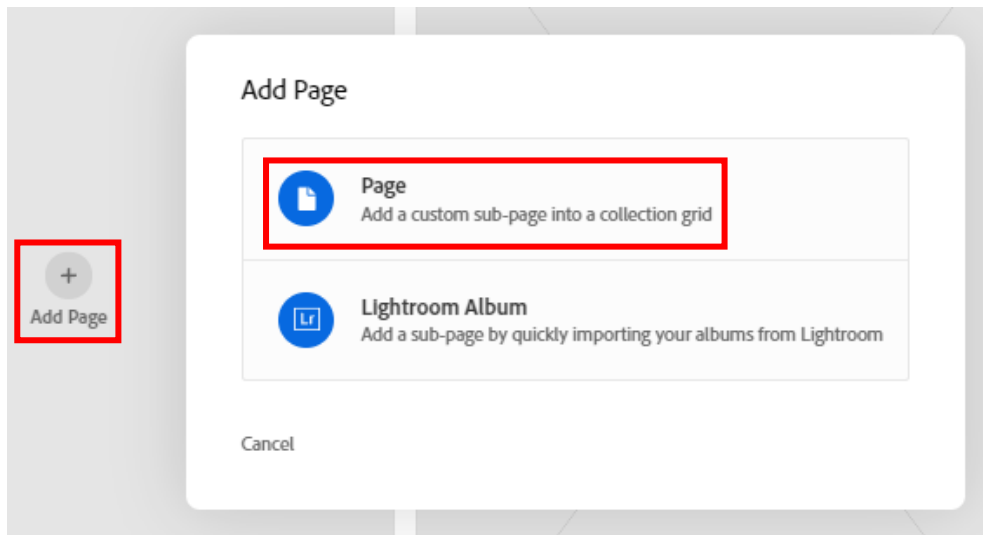 Add Page
Page
Add a custom sub-page into a collection grid
+
Add Page
Lr
Lightroom Album
Add a sub-page by quickly importing your albums from Lightroom
Cancel